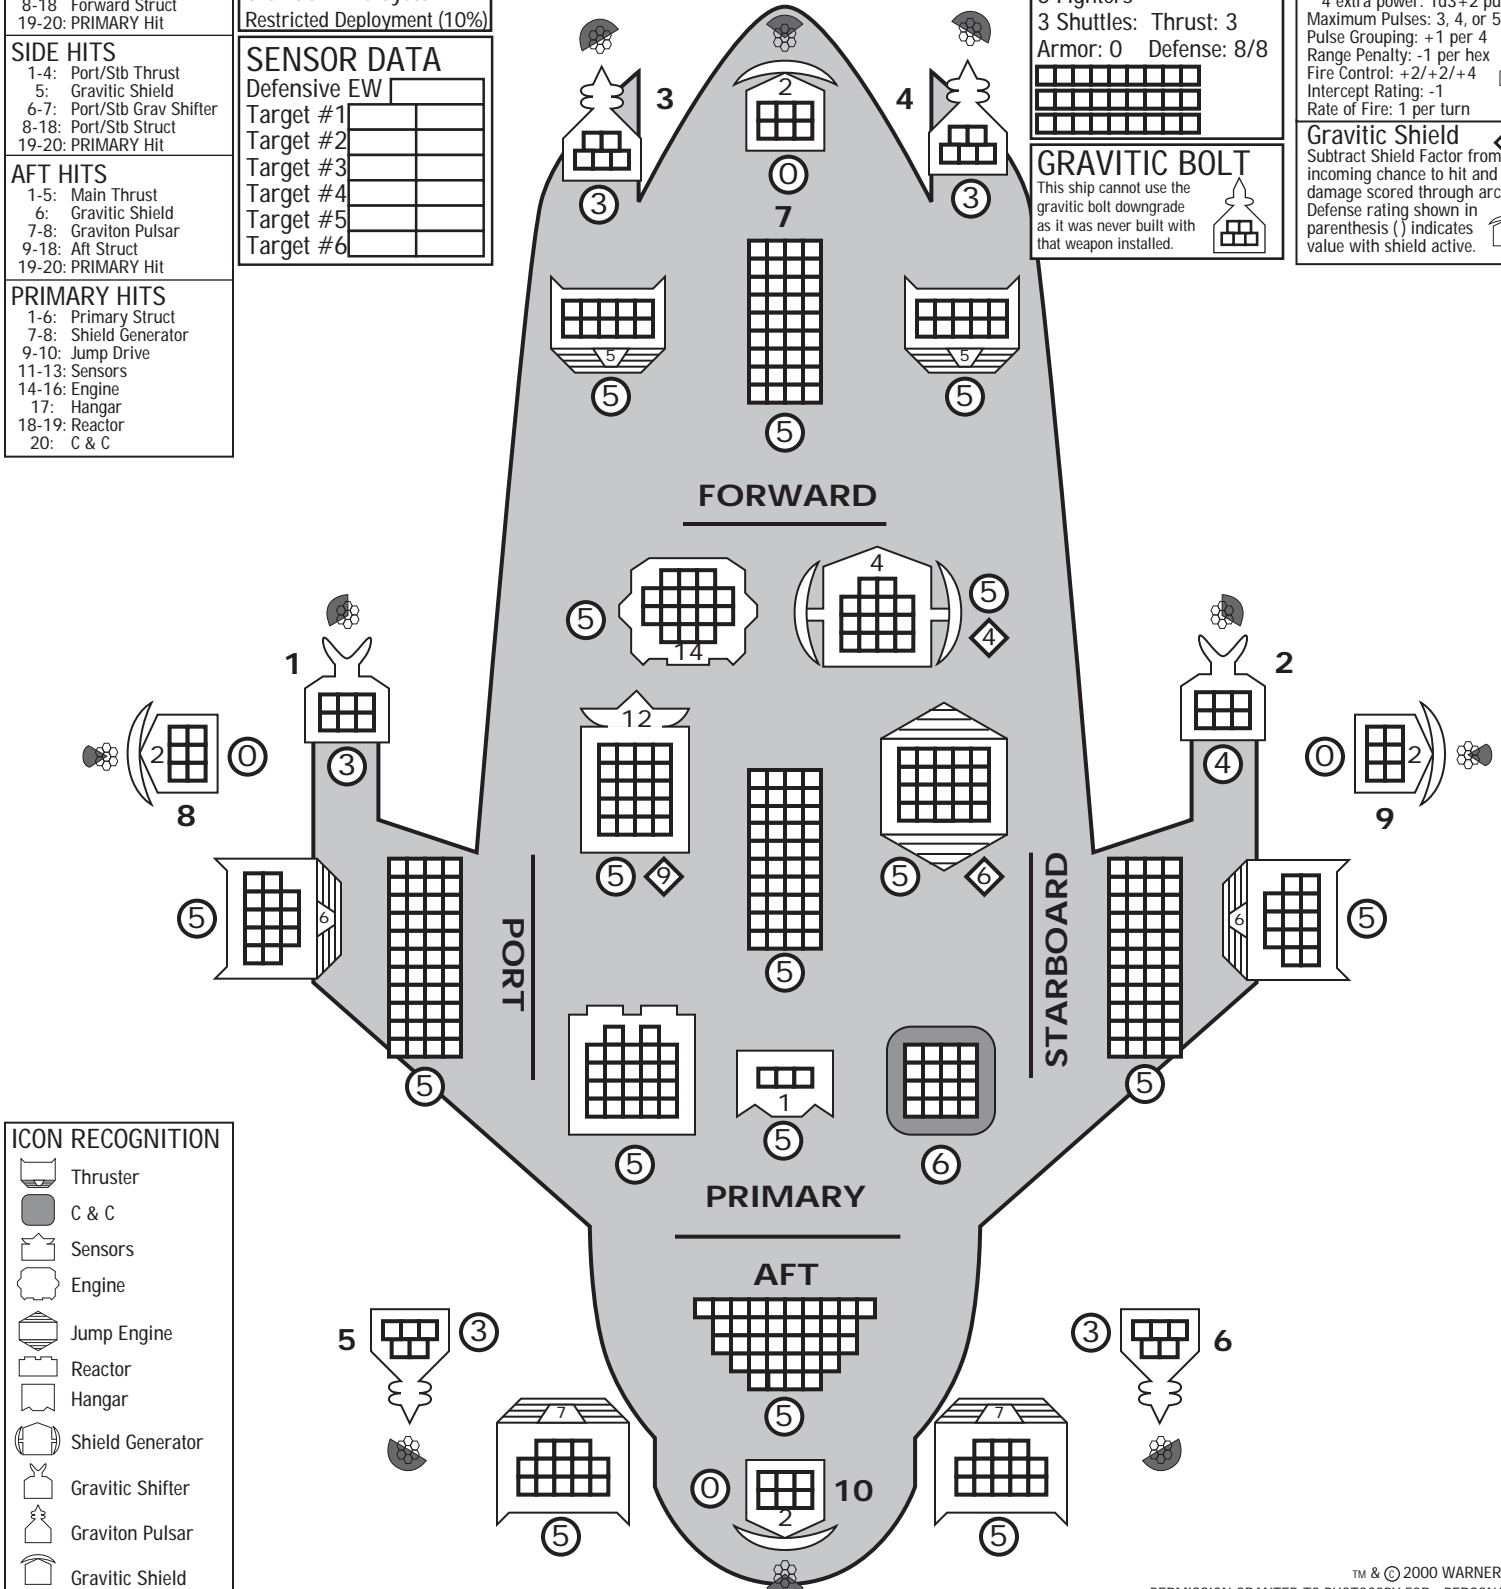 8-18 Forward Struct
19-20: PRIMARY Hit
SIDE HITS
1-4: Port/Stb Thrust
5: Gravitic Shield
6-7: Port/Stb Grav Shifter
8-18: Port/Stb Struct
19-20: PRIMARY Hit
AFT HITS
1-5: Main Thrust
6: Gravitic Shield
7-8: Graviton Pulsar
9-18: Aft Struct
19-20: PRIMARY Hit
PRIMARY HITS
1-6: Primary Struct
7-8: Shield Generator
9-10: Jump Drive
11-13: Sensors
14-16: Engine
17: Hangar
18-19: Reactor
20: C & C
Restricted Deployment (10%)
SENSOR DATA
Defensive EW
Target #1
Target #2
Target #3
Target #4
Target #5
Target #6
3 Shuttles: Thrust: 3
Armor: 0 Defense: 8/8
GRAVITIC BOLT
This ship cannot use the
gravitic bolt downgrade
as it was never built with
that weapon installed.
4 extra power: 1d3+2 pu
Maximum Pulses: 3, 4, or 5
Pulse Grouping: +1 per 4
Range Penalty: -1 per hex
Fire Control: +2/+2/+4
Intercept Rating: -1
Rate of Fire: 1 per turn
Gravitic Shield
Subtract Shield Factor from
incoming chance to hit and
damage scored through arc
Defense rating shown in
parenthesis ( ) indicates
value with shield active.
3
2
4
3
0
3
7
5
5
5
5
5
FORWARD
5
14
4
5
4
1
2
8
2
0
3
12
4
0
2
9
5
9
5
6
5
6
PORT
5
STARBOARD
6
5
5
5
5
1
5
6
PRIMARY
AFT
5
3
3
6
5
7
7
5
5
0
10
2
ICON RECOGNITION
Thruster
C & C
Sensors
Engine
Jump Engine
Reactor
Hangar
Shield Generator
Gravitic Shifter
Graviton Pulsar
Gravitic Shield
TM & © 2000 WARNER